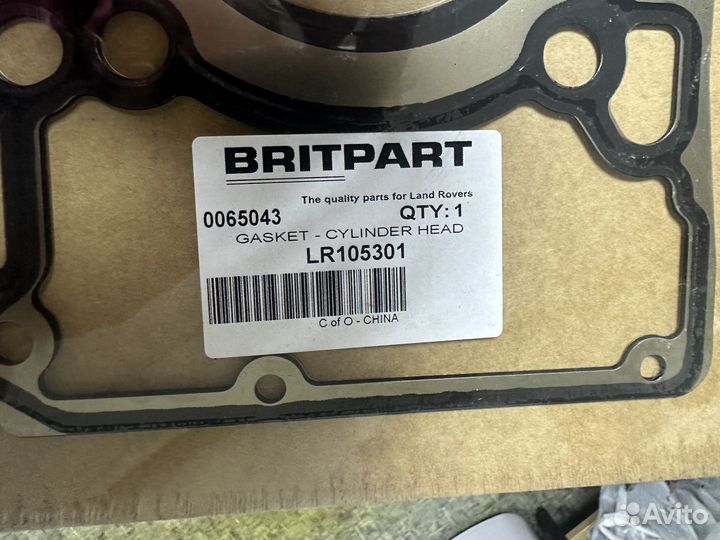 BRITPART
The quality parts for Land Rovers
0065043 QTY: 1
GASKET - CYLINDER HEAD
LR105301
C of O - CHINA
Avito